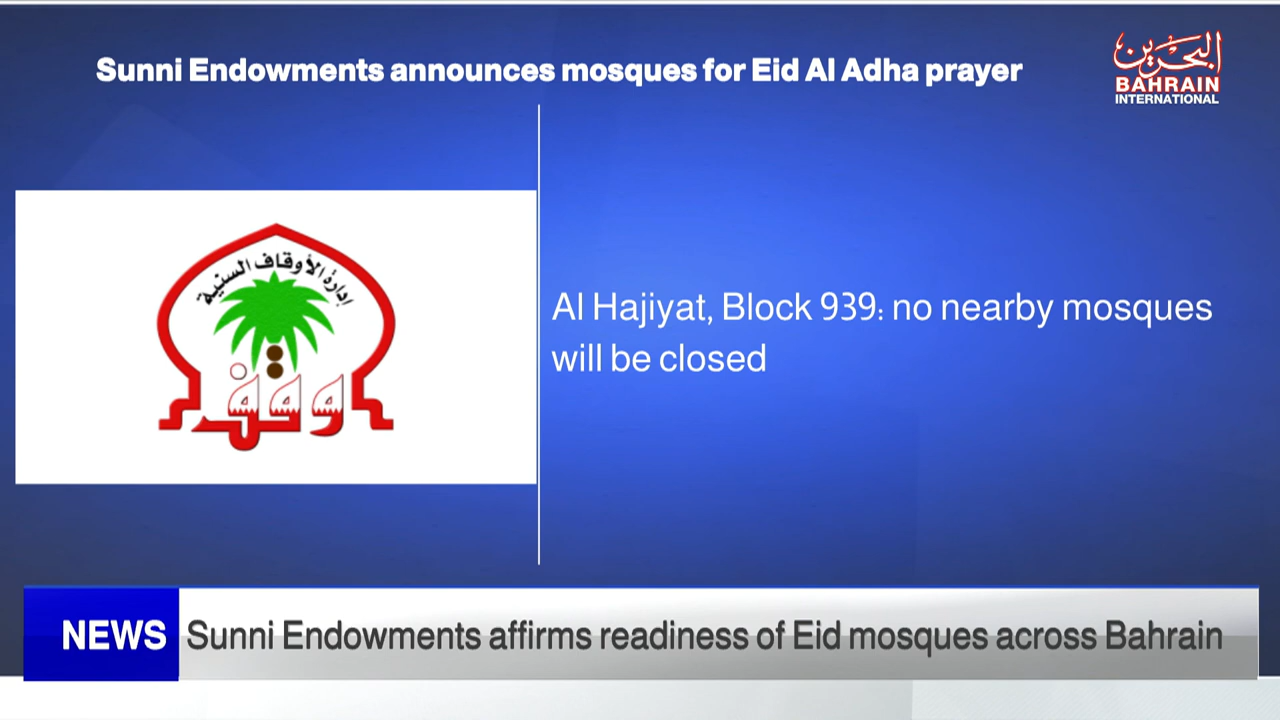 Sunni Endowments announces mosques for Eid Al Adha prayer
البحرين
BAHRAIN
INTERNATIONAL
إدارة الأوقاف السنية
وقف
Al Hajiyat, Block 939: no nearby mosques
will be closed
NEWS
Sunni Endowments affirms readiness of Eid mosques across Bahrain